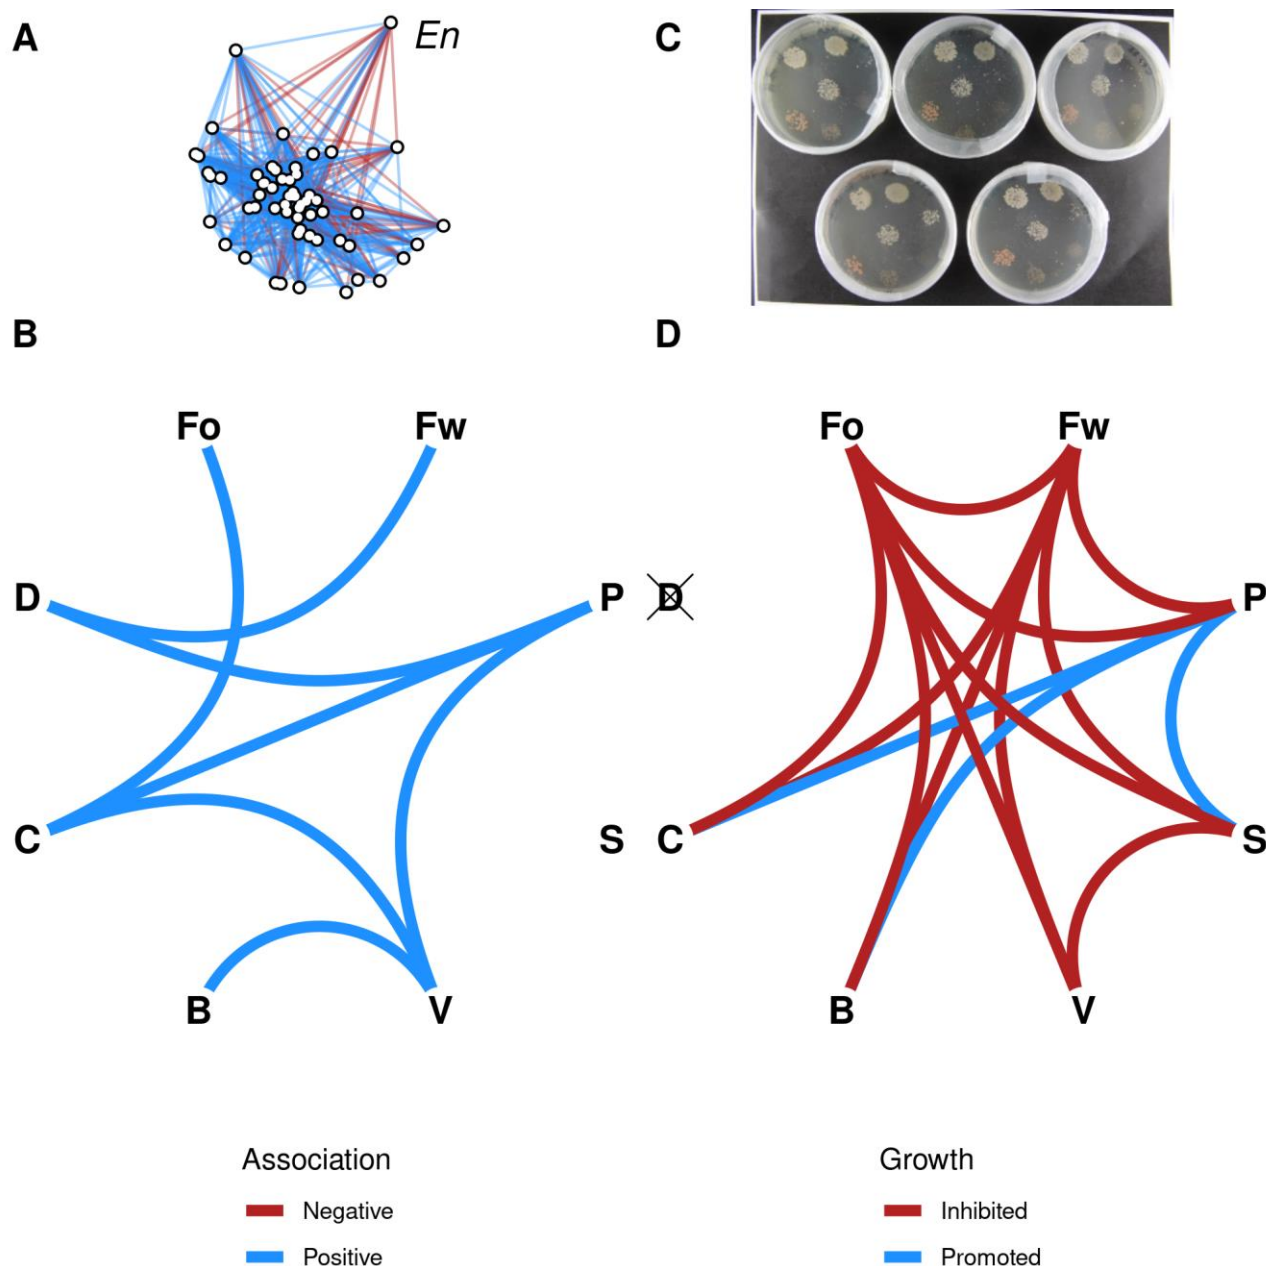 A
En
C
B
D
Fo
Fw
Fo
Fw
D
P
D
P
C
S
C
S
B
V
B
V
Association
Growth
Negative
Inhibited
Positive
Promoted